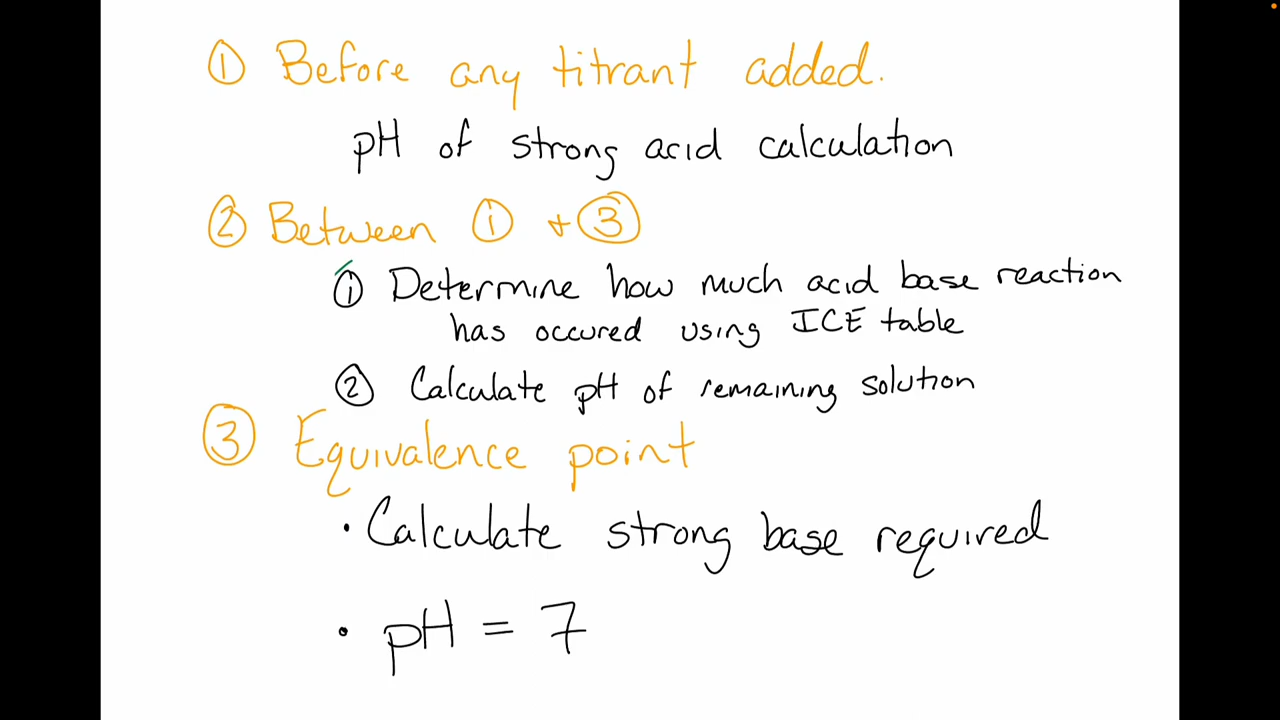 ① Before any titrant added.
pH of strong acid calculation
② Between ① + ③
① Determine how much acid base reaction
has occured using ICE table
② Calculate pH of remaining solution
③ Equivalence point
• Calculate strong base required
• pH = 7